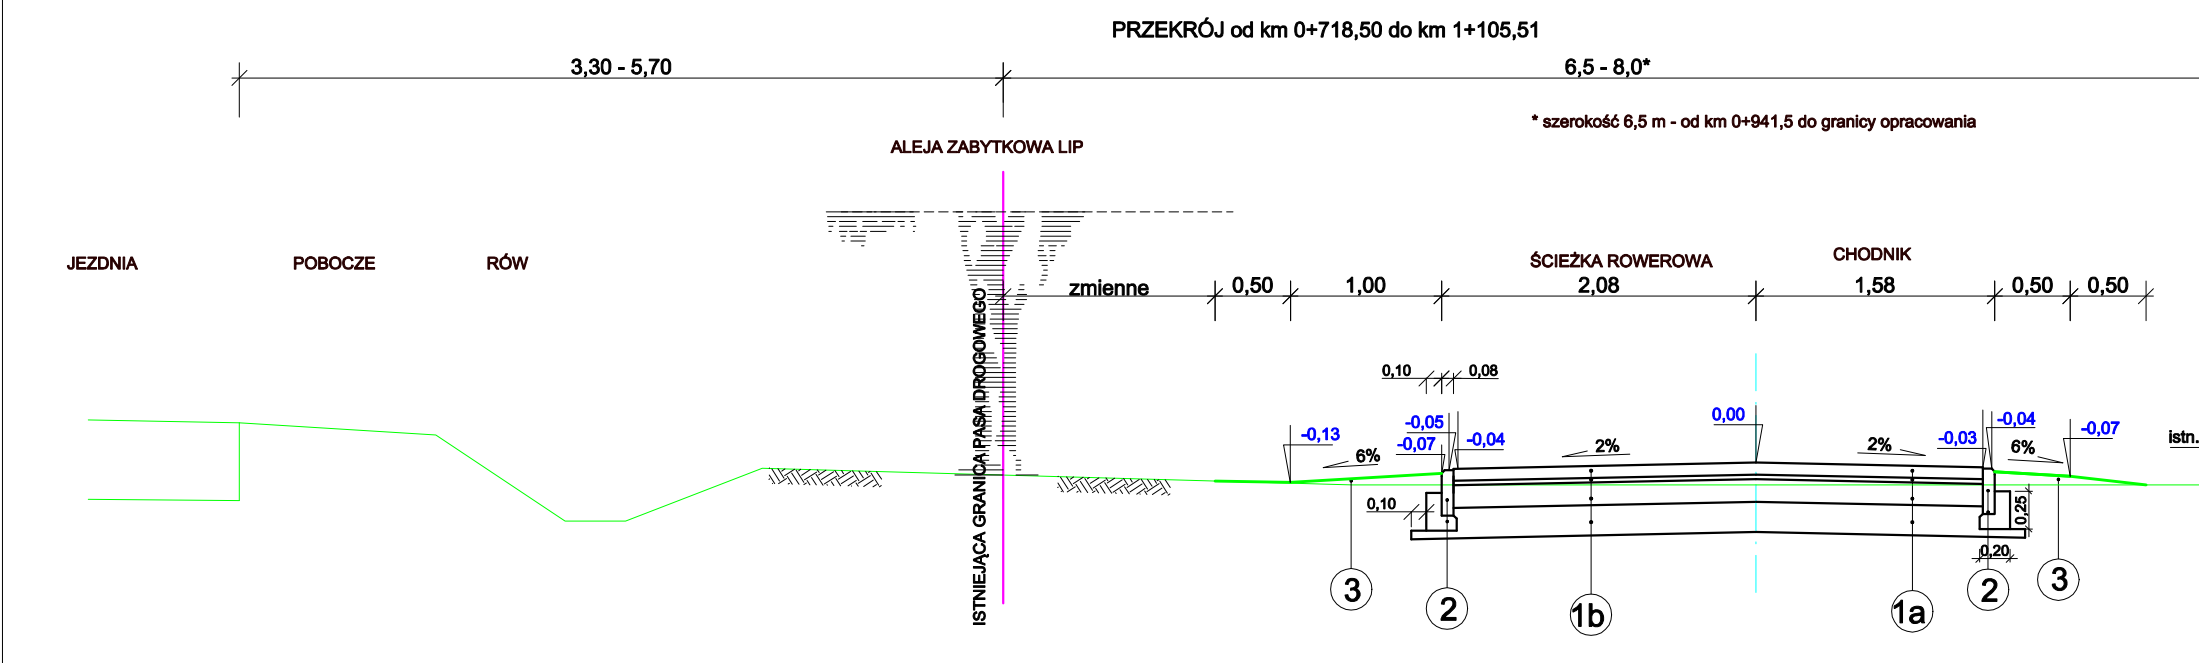 PRZEKRÓJ od km 0+718,50 do km 1+105,51
3,30 - 5,70
6,5 - 8,0*
* szerokość 6,5 m - od km 0+941,5 do granicy opracowania
ALEJA ZABYTKOWA LIP
JEZDNIA
POBOCZE
RÓW
ŚCIEŻKA ROWEROWA
CHODNIK
zmienne
0,50
1,00
2,08
1,58
0,50
0,50
ISTNIEJĄCA GRANICA PASA DROGOWEGO
0,10
0,08
-0,13
-0,05
-0,07
-0,04
0,00
-0,03
-0,04
-0,07
istn.
6%
2%
2%
6%
0,10
0,25
0,20
3
2
1b
1a
2
3